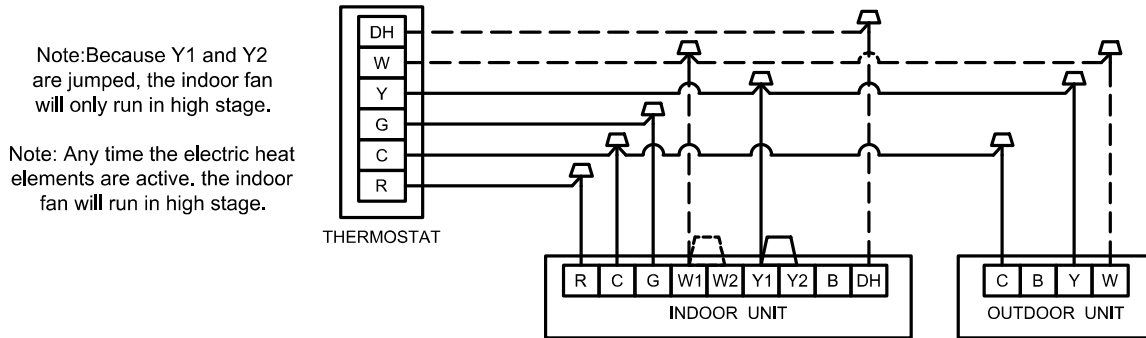 Note:Because Y1 and Y2
are jumped, the indoor fan
will only run in high stage.
Note: Any time the electric heat
elements are active. the indoor
fan will run in high stage.
DH
W
Y
G
C
R
THERMOSTAT
R C G W1 W2 Y1 Y2 B DH
INDOOR UNIT
C B Y W
OUTDOOR UNIT